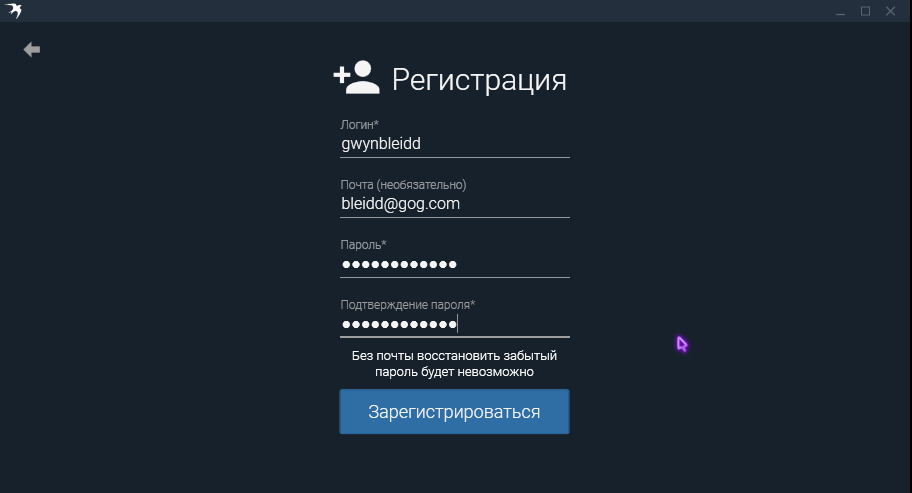 Регистрация
Логин*
gwynbleidd
Почта (необязательно)
bleidd@gog.com
Пароль*
●●●●●●●●●●●●
Подтверждение пароля*
●●●●●●●●●●●●
Без почты восстановить забытый
пароль будет невозможно
Зарегистрироваться